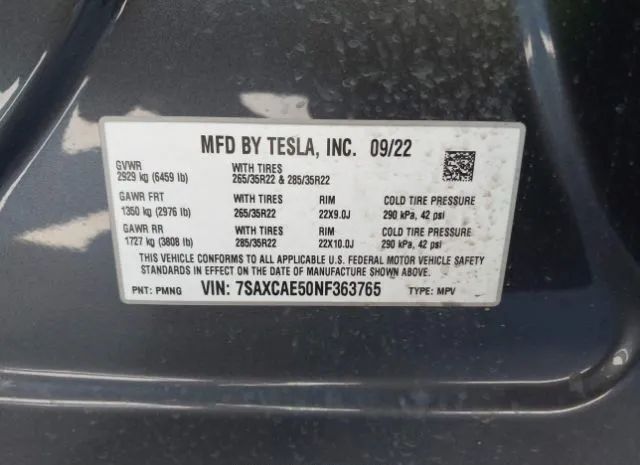 MFD BY TESLA, INC. 09/22
GVWR WITH TIRES
2929 kg (6459 lb) 265/35R22 & 285/35R22
GAWR FRT WITH TIRES RIM COLD TIRE PRESSURE
1350 kg (2976 lb) 265/35R22 22X9.0J 290 kPa, 42 psi
GAWR RR WITH TIRES RIM COLD TIRE PRESSURE
1727 kg (3808 lb) 285/35R22 22X10.0J 290 kPa, 42 psi
THIS VEHICLE CONFORMS TO ALL APPLICABLE U.S. FEDERAL MOTOR VEHICLE SAFETY
STANDARDS IN EFFECT ON THE DATE OF MANUFACTURE SHOWN ABOVE.
PNT: PMNG VIN: 7SAXCAE50NF363765 TYPE: MPV